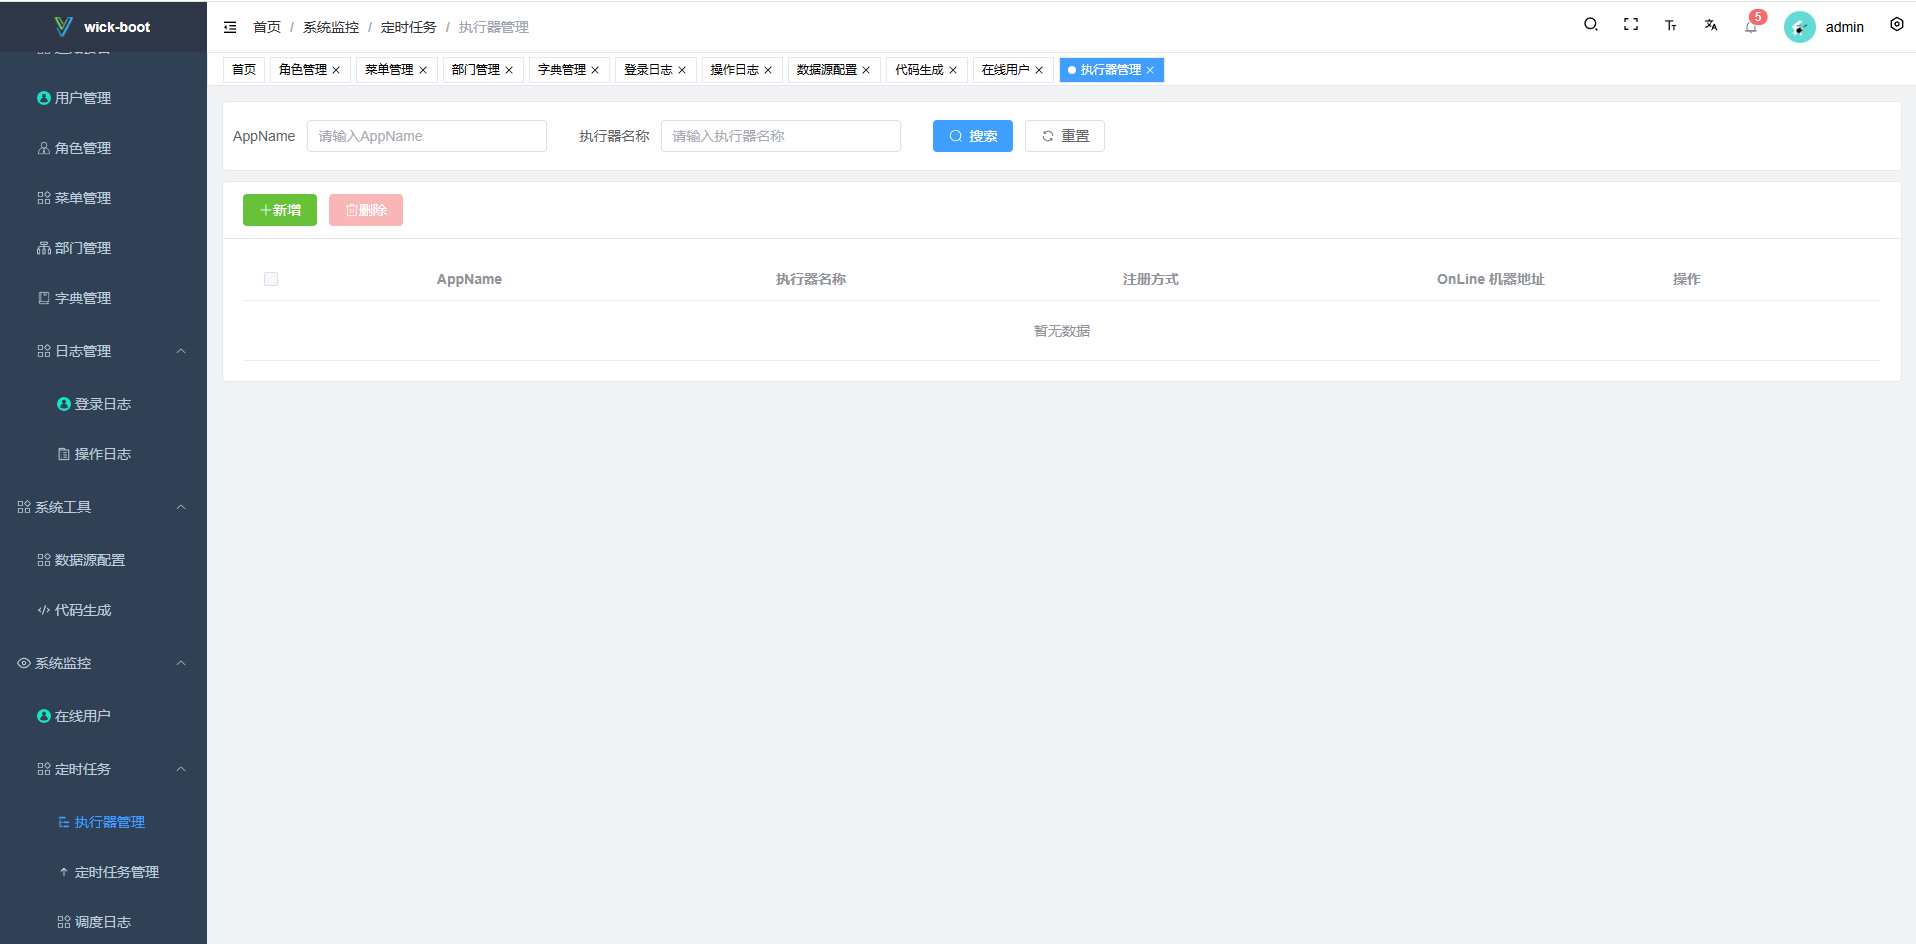 wick-boot
用户管理
角色管理
菜单管理
部门管理
字典管理
日志管理
登录日志
操作日志
系统工具
数据源配置
代码生成
系统监控
在线用户
定时任务
执行器管理
定时任务管理
调度日志
首页 / 系统监控 / 定时任务 / 执行器管理
5
admin
首页 角色管理 菜单管理 部门管理 字典管理 登录日志 操作日志 数据源配置 代码生成 在线用户 执行器管理
AppName 请输入AppName 执行器名称 请输入执行器名称 搜索 重置
新增 删除
AppName 执行器名称 注册方式 OnLine 机器地址 操作
暂无数据